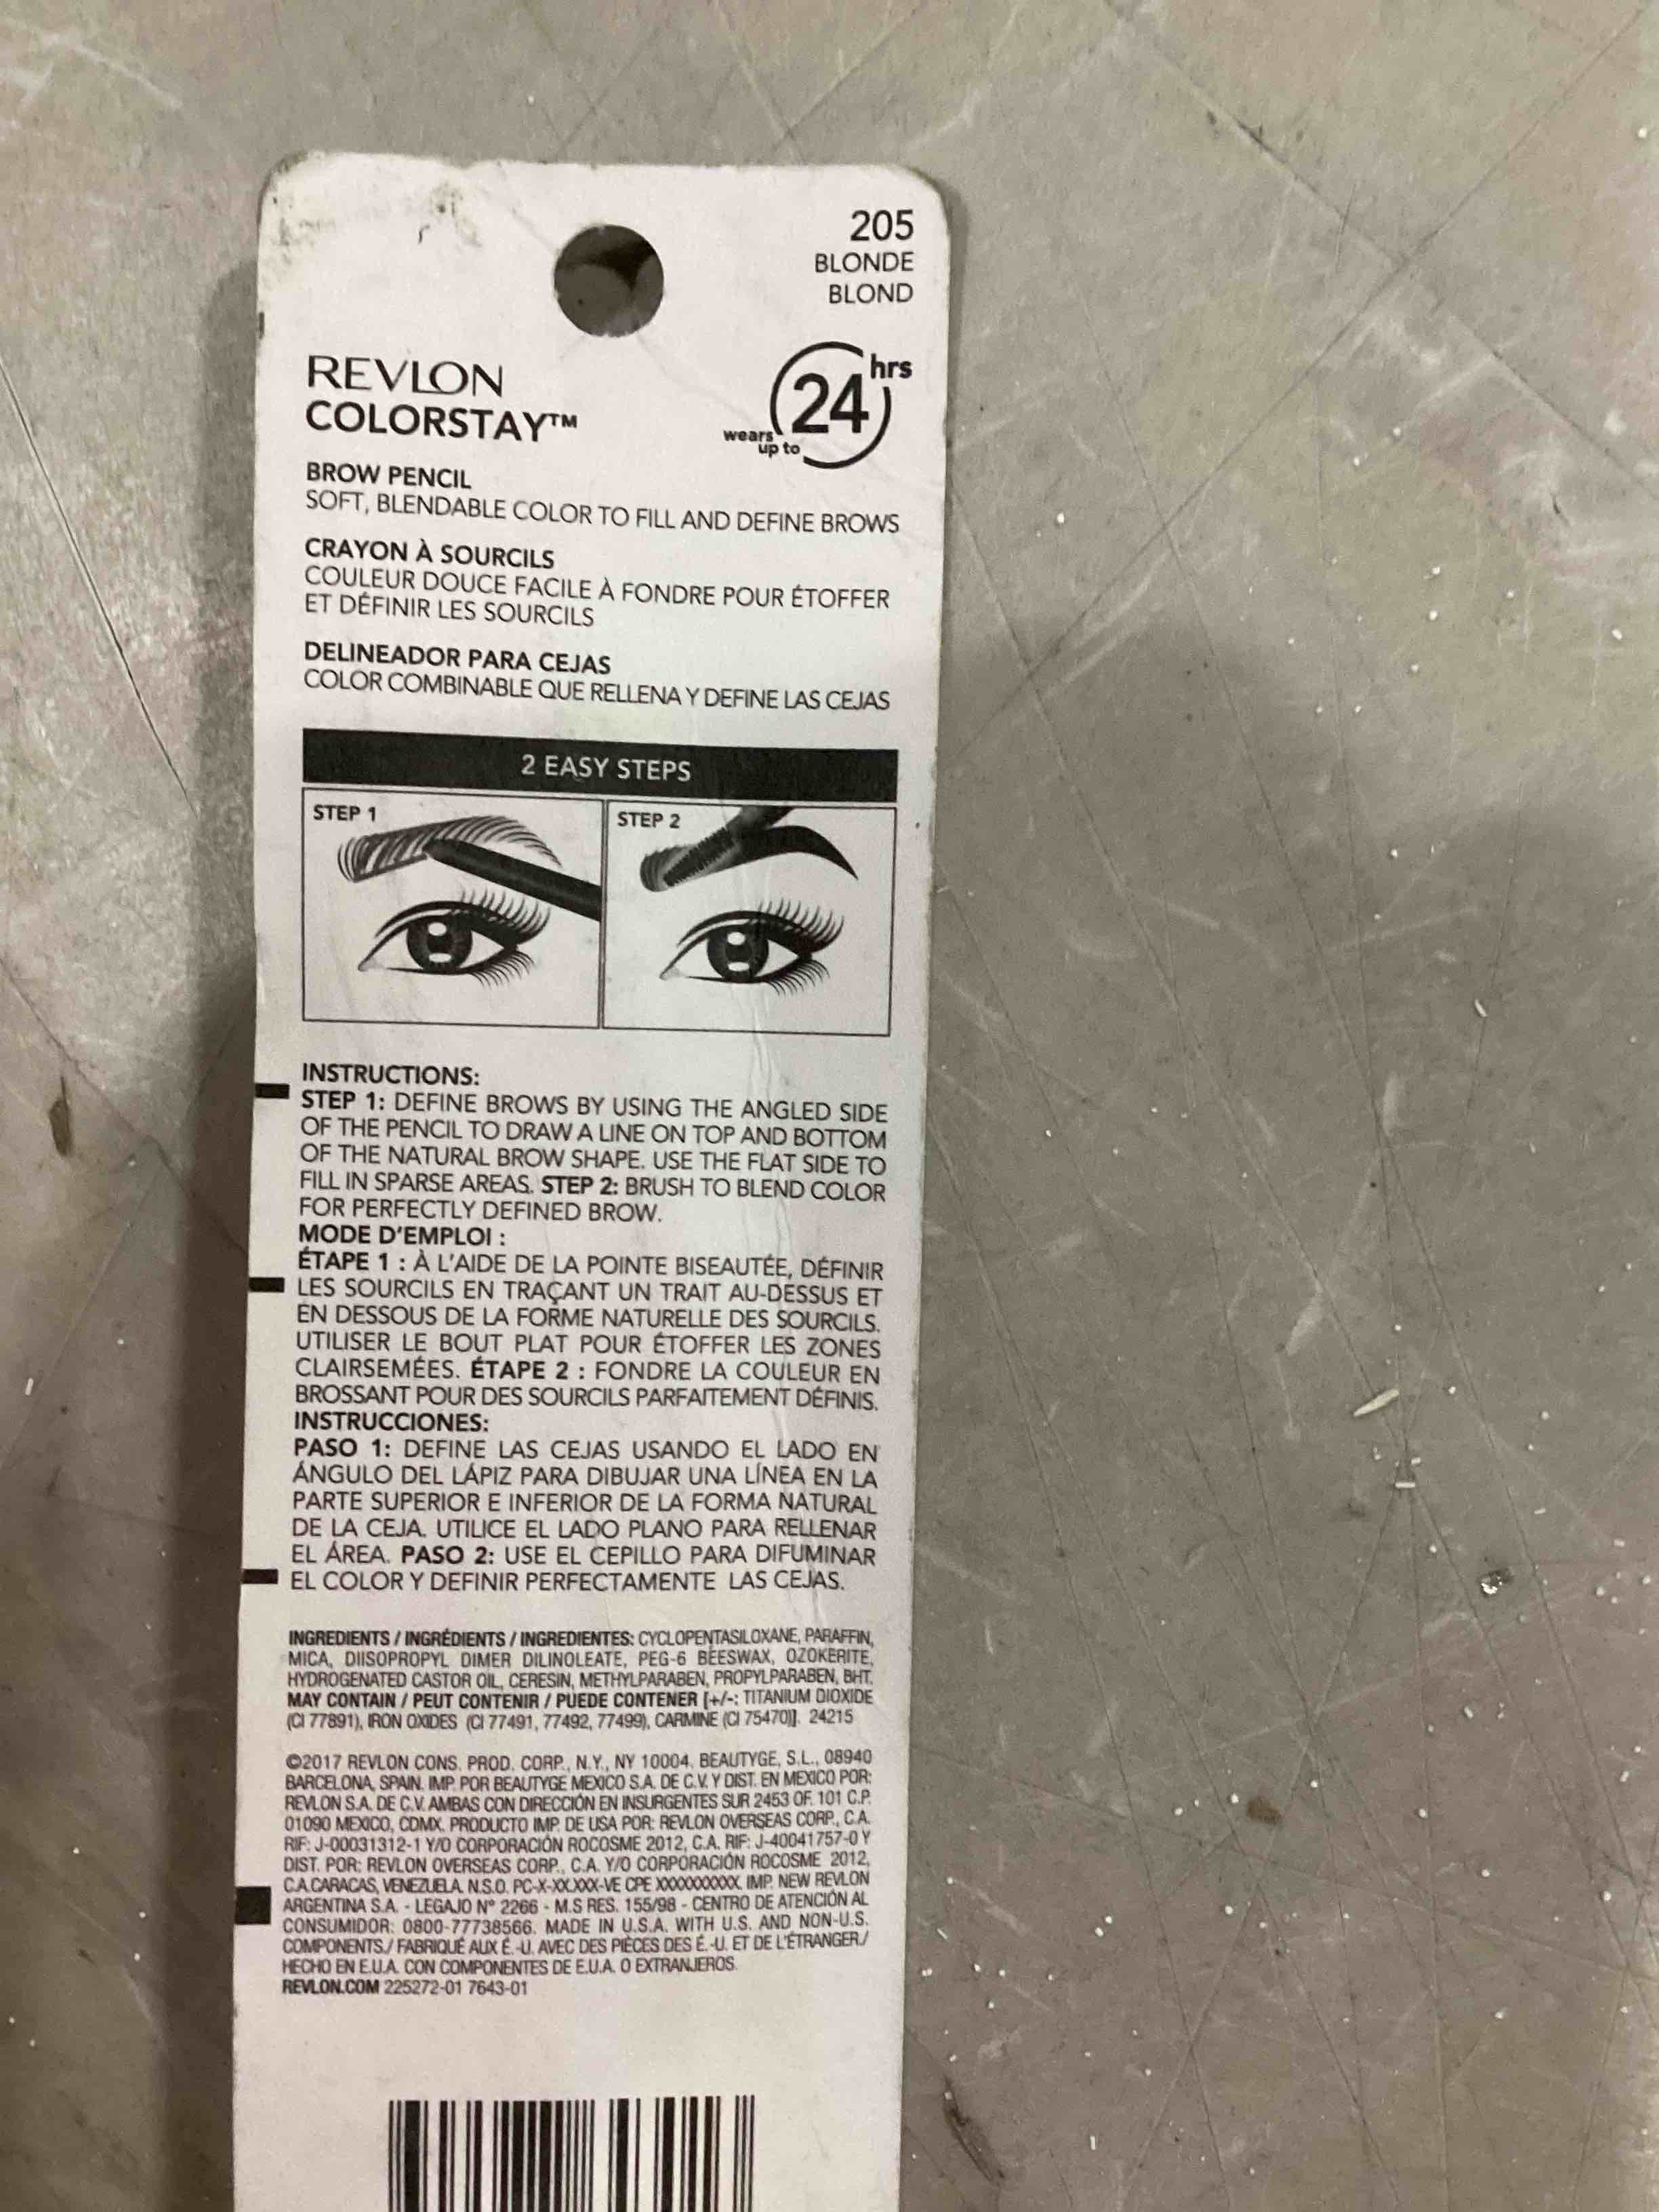 205
BLONDE
BLOND
REVLON
COLORSTAY™
24 hrs
wears
up to
BROW PENCIL
SOFT, BLENDABLE COLOR TO FILL AND DEFINE BROWS
CRAYON À SOURCILS
COULEUR DOUCE FACILE À FONDRE POUR ÉTOFFER
ET DÉFINIR LES SOURCILS
DELINEADOR PARA CEJAS
COLOR COMBINABLE QUE RELLENA Y DEFINE LAS CEJAS
2 EASY STEPS
STEP 1
STEP 2
INSTRUCTIONS:
STEP 1: DEFINE BROWS BY USING THE ANGLED SIDE
OF THE PENCIL TO DRAW A LINE ON TOP AND BOTTOM
OF THE NATURAL BROW SHAPE. USE THE FLAT SIDE TO
FILL IN SPARSE AREAS. STEP 2: BRUSH TO BLEND COLOR
FOR PERFECTLY DEFINED BROW.
MODE D'EMPLOI :
ÉTAPE 1 : À L'AIDE DE LA POINTE BISEAUTÉE, DÉFINIR
LES SOURCILS EN TRAÇANT UN TRAIT AU-DESSUS ET
EN DESSOUS DE LA FORME NATURELLE DES SOURCILS.
UTILISER LE BOUT PLAT POUR ÉTOFFER LES ZONES
CLAIRSEMÉES. ÉTAPE 2 : FONDRE LA COULEUR EN
BROSSANT POUR DES SOURCILS PARFAITEMENT DÉFINIS.
INSTRUCCIONES:
PASO 1: DEFINE LAS CEJAS USANDO EL LADO EN
ÁNGULO DEL LÁPIZ PARA DIBUJAR UNA LÍNEA EN LA
PARTE SUPERIOR E INFERIOR DE LA FORMA NATURAL
DE LA CEJA. UTILICE EL LADO PLANO PARA RELLENAR
EL ÁREA. PASO 2: USE EL CEPILLO PARA DIFUMINAR
EL COLOR Y DEFINIR PERFECTAMENTE LAS CEJAS.
INGREDIENTS / INGRÉDIENTS / INGREDIENTES: CYCLOPENTASILOXANE, PARAFFIN,
MICA, DIISOPROPYL DIMER DILINOLEATE, PEG-6 BEESWAX, OZOKERITE,
HYDROGENATED CASTOR OIL, CERESIN, METHYLPARABEN, PROPYLPARABEN, BHT.
MAY CONTAIN / PEUT CONTENIR / PUEDE CONTENER [+/-: TITANIUM DIOXIDE
(CI 77891), IRON OXIDES (CI 77491, 77492, 77499), CARMINE (CI 75470)]. 24215
©2017 REVLON CONS. PROD. CORP., N.Y., NY 10004. BEAUTYGE, S.L., 08940
BARCELONA, SPAIN. IMP. POR BEAUTYGE MEXICO S.A. DE C.V. Y DIST. EN MEXICO POR:
REVLON S.A. DE C.V. AMBAS CON DIRECCIÓN EN INSURGENTES SUR 2453 OF. 101 C.P.
01090 MEXICO, CDMX. PRODUCTO IMP. DE USA POR: REVLON OVERSEAS CORP., C.A.
RIF: J-00031312-1 Y/O CORPORACIÓN ROCOSME 2012, C.A. RIF: J-40041757-0 Y
DIST. POR: REVLON OVERSEAS CORP., C.A. Y/O CORPORACIÓN ROCOSME 2012,
C.A.CARACAS, VENEZUELA. N.S.O. PC-X-XX.XXX-VE CPE XXXXXXXXXX. IMP. NEW REVLON
ARGENTINA S.A. - LEGAJO Nº 2266 - M.S RES. 155/98 - CENTRO DE ATENCIÓN AL
CONSUMIDOR: 0800-77738566. MADE IN U.S.A. WITH U.S. AND NON-U.S.
COMPONENTS./ FABRIQUÉ AUX É.-U. AVEC DES PIÈCES DES É.-U. ET DE L'ÉTRANGER./
HECHO EN E.U.A. CON COMPONENTES DE E.U.A. O EXTRANJEROS.
REVLON.COM 225272-01 7643-01